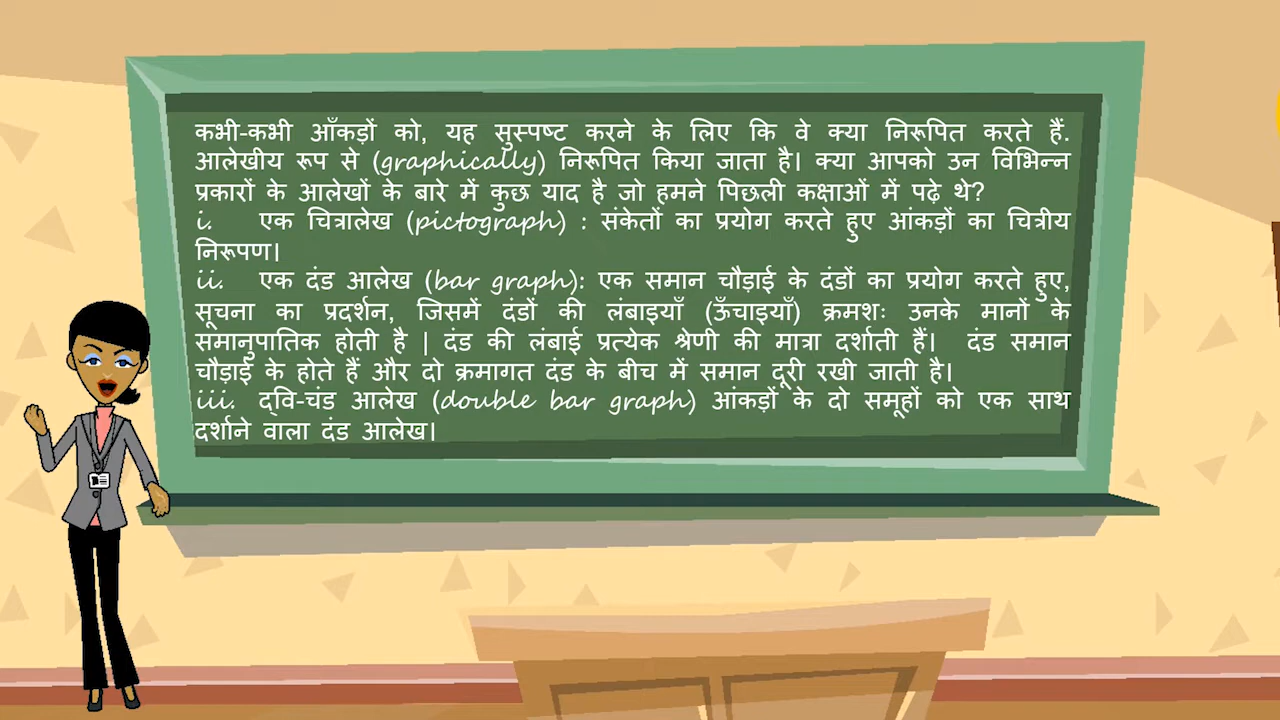 कभी-कभी आँकड़ों को, यह सुस्पष्ट करने के लिए कि वे क्या निरूपित करते हैं.
आलेखीय रूप से (graphically) निरूपित किया जाता है। क्या आपको उन विभिन्न
प्रकारों के आलेखों के बारे में कुछ याद है जो हमने पिछली कक्षाओं में पढ़े थे?
i. एक चित्रालेख (pictograph) : संकेतों का प्रयोग करते हुए आंकड़ों का चित्रीय
निरूपण।
ii. एक दंड आलेख (bar graph): एक समान चौड़ाई के दंडों का प्रयोग करते हुए,
सूचना का प्रदर्शन, जिसमें दंडों की लंबाइयाँ (ऊँचाइयाँ) क्रमशः उनके मानों के
समानुपातिक होती है | दंड की लंबाई प्रत्येक श्रेणी की मात्रा दर्शाती हैं। दंड समान
चौड़ाई के होते हैं और दो क्रमागत दंड के बीच में समान दूरी रखी जाती है।
iii. द्वि-चंड आलेख (double bar graph) आंकड़ों के दो समूहों को एक साथ
दर्शाने वाला दंड आलेख।